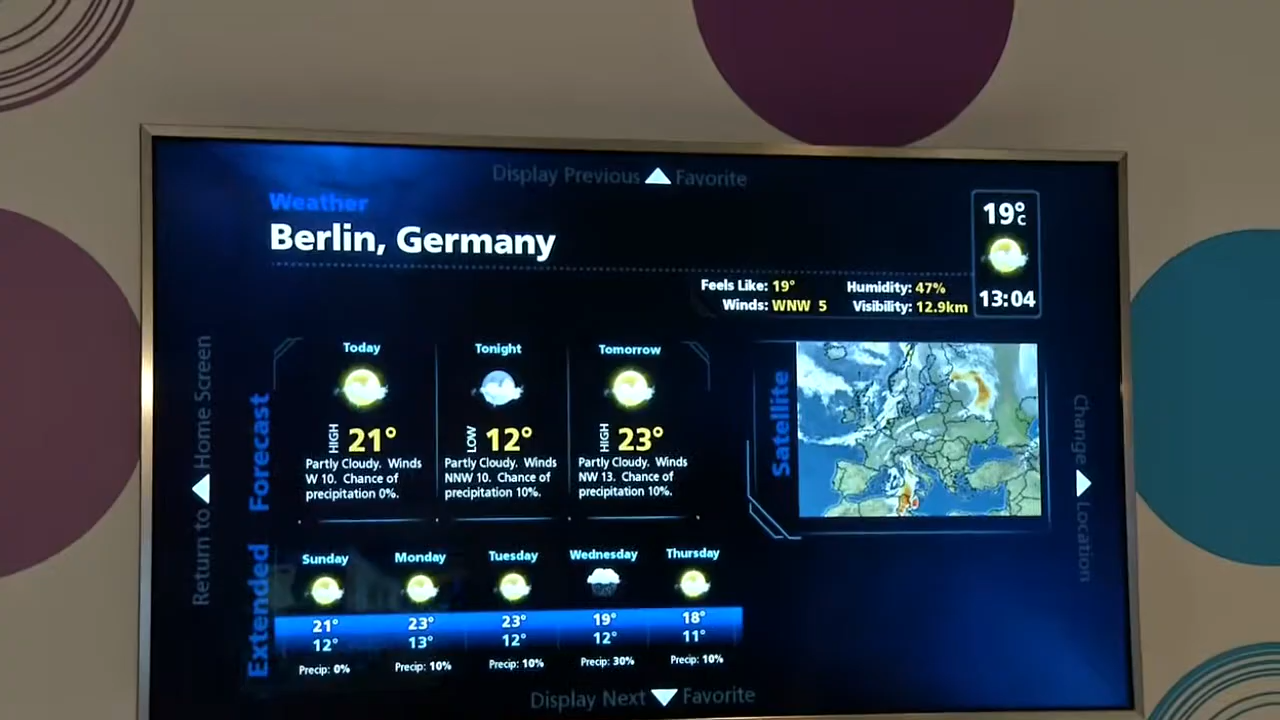 Display Previous Favorite
Weather
Berlin, Germany
19°C
13:04
Feels Like: 19° Humidity: 47%
Winds: WNW 5 Visibility: 12.9km
Return to Home Screen
Forecast
Today
HIGH 21°
Partly Cloudy. Winds
W 10. Chance of
precipitation 0%.
Tonight
LOW 12°
Partly Cloudy. Winds
NNW 10. Chance of
precipitation 10%.
Tomorrow
HIGH 23°
Partly Cloudy. Winds
NW 13. Chance of
precipitation 10%.
Satellite
Change Location
Extended
Sunday Monday Tuesday Wednesday Thursday
21° 23° 23° 19° 18°
12° 13° 12° 12° 11°
Precip: 0% Precip: 10% Precip: 10% Precip: 30% Precip: 10%
Display Next Favorite